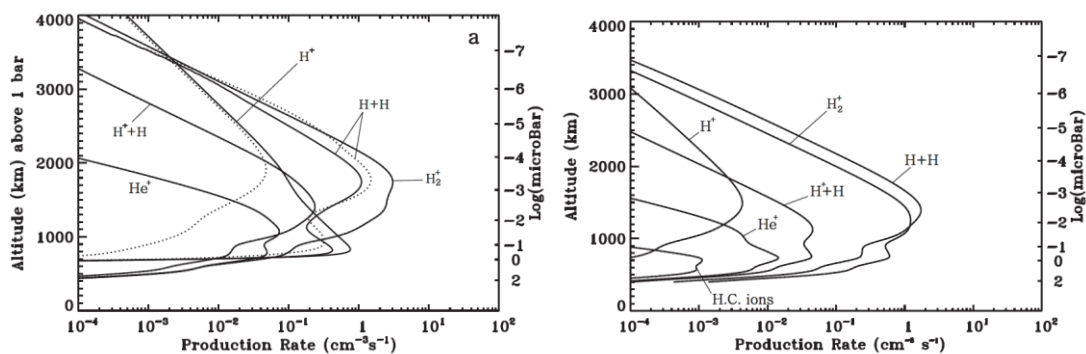 a
4000
3000
2000
1000
0
Altitude (km) above 1 bar
H⁺
H+H
H⁺+H
He⁺
H₂⁺
-7
-6
-5
-4
-3
-2
-1
0
2
Log(microBar)
10⁻⁴ 10⁻³ 10⁻² 10⁻¹ 1 10¹ 10²
Production Rate (cm⁻³s⁻¹)
4000
3000
2000
1000
0
Altitude (km)
H₂⁺
H⁺
H+H
H⁺+H
He⁺
H.C. ions
-7
-6
-5
-4
-3
-2
-1
0
2
Log(microBar)
10⁻⁴ 10⁻³ 10⁻² 10⁻¹ 1 10¹ 10²
Production Rate (cm⁻³ s⁻¹)